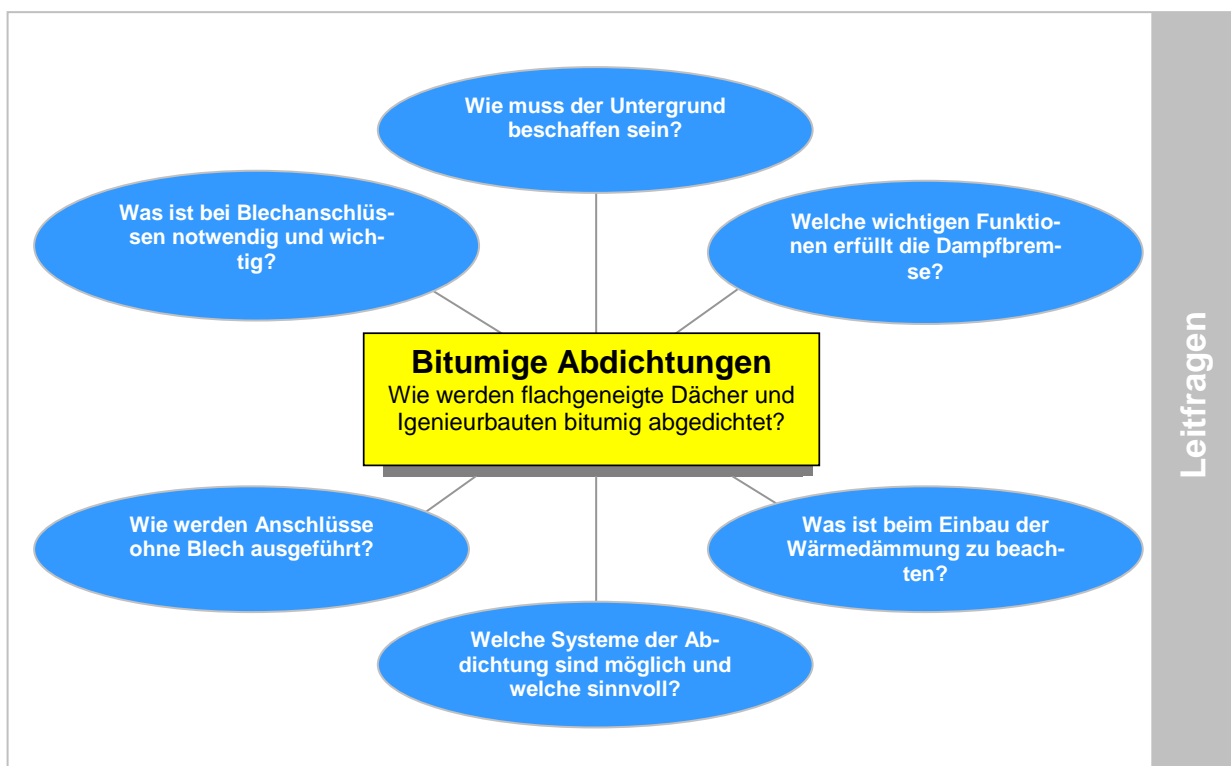 Wie muss der Untergrund
beschaffen sein?
Was ist bei Blechanschlüs-
sen notwendig und wich-
tig?
Welche wichtigen Funktio-
nen erfüllt die Dampfbrem-
se?
Bitumige Abdichtungen
Wie werden flachgeneigte Dächer und
Igenieurbauten bitumig abgedichtet?
Wie werden Anschlüsse
ohne Blech ausgeführt?
Was ist beim Einbau der
Wärmedämmung zu beach-
ten?
Welche Systeme der Ab-
dichtung sind möglich und
welche sinnvoll?
Leitfragen